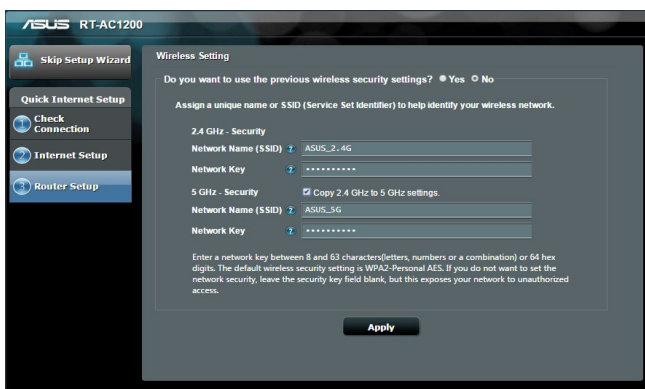 ASUS RT-AC1200
Skip Setup Wizard
Quick Internet Setup
1 Check
Connection
2 Internet Setup
3 Router Setup
Wireless Setting
Do you want to use the previous wireless security settings? Yes No
Assign a unique name or SSID (Service Set Identifier) to help identify your wireless network.
2.4 GHz - Security
Network Name (SSID) ? ASUS_2.4G
Network Key ? ••••••••••
5 GHz - Security Copy 2.4 GHz to 5 GHz settings.
Network Name (SSID) ? ASUS_5G
Network Key ? ••••••••••
Enter a network key between 8 and 63 characters(letters, numbers or a combination) or 64 hex
digits. The default wireless security setting is WPA2-Personal AES. If you do not want to set the
network security, leave the security key field blank, but this exposes your network to unauthorized
access.
Apply